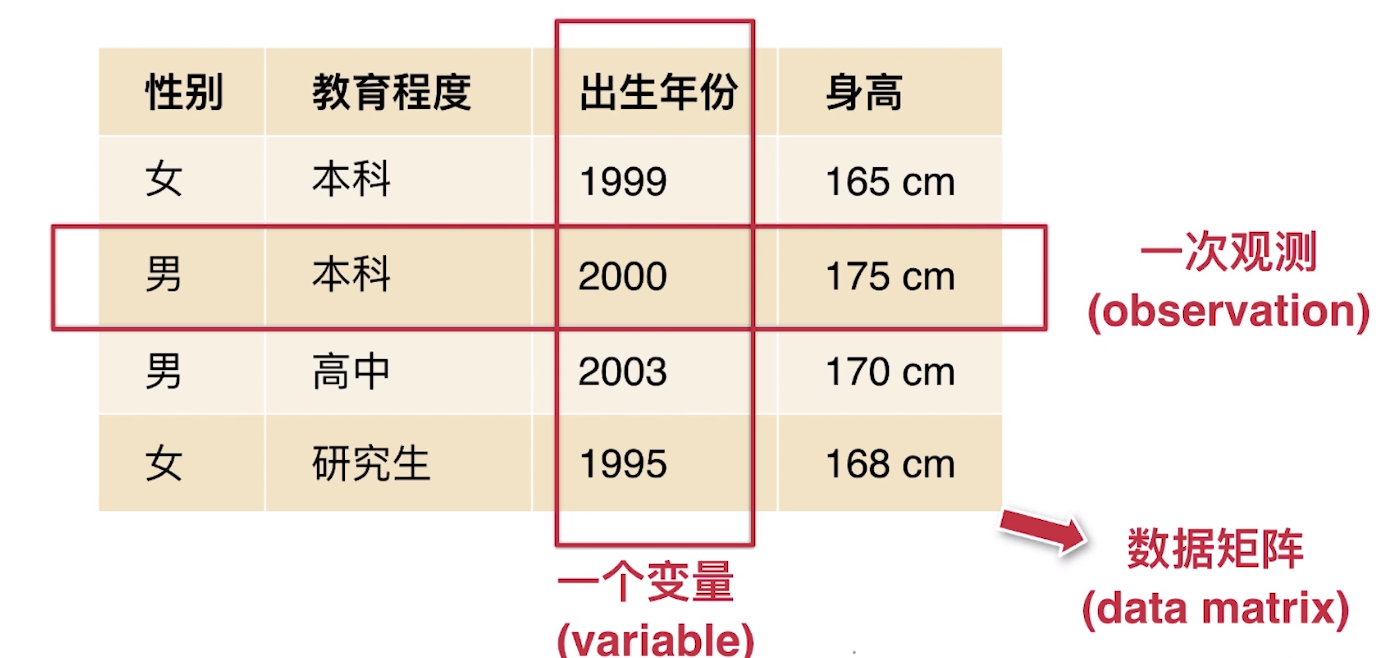 性别 教育程度 出生年份 身高
女 本科 1999 165 cm
男 本科 2000 175 cm
一次观测
(observation)
男 高中 2003 170 cm
女 研究生 1995 168 cm
数据矩阵
(data matrix)
一个变量
(variable)